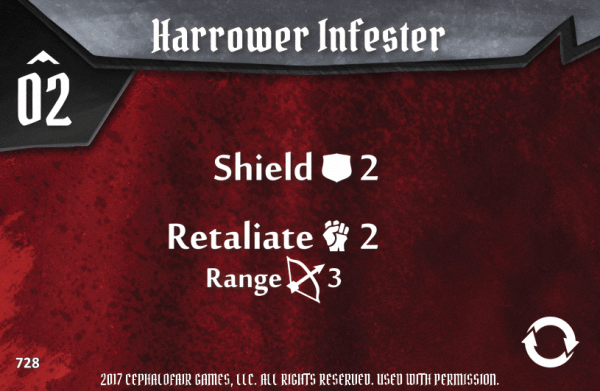 Harrower Infester
02
Shield 2
Retaliate 2
Range 3
728
2017 CEPHALOFAIR GAMES, LLC. ALL RIGHTS RESERVED. USED WITH PERMISSION.